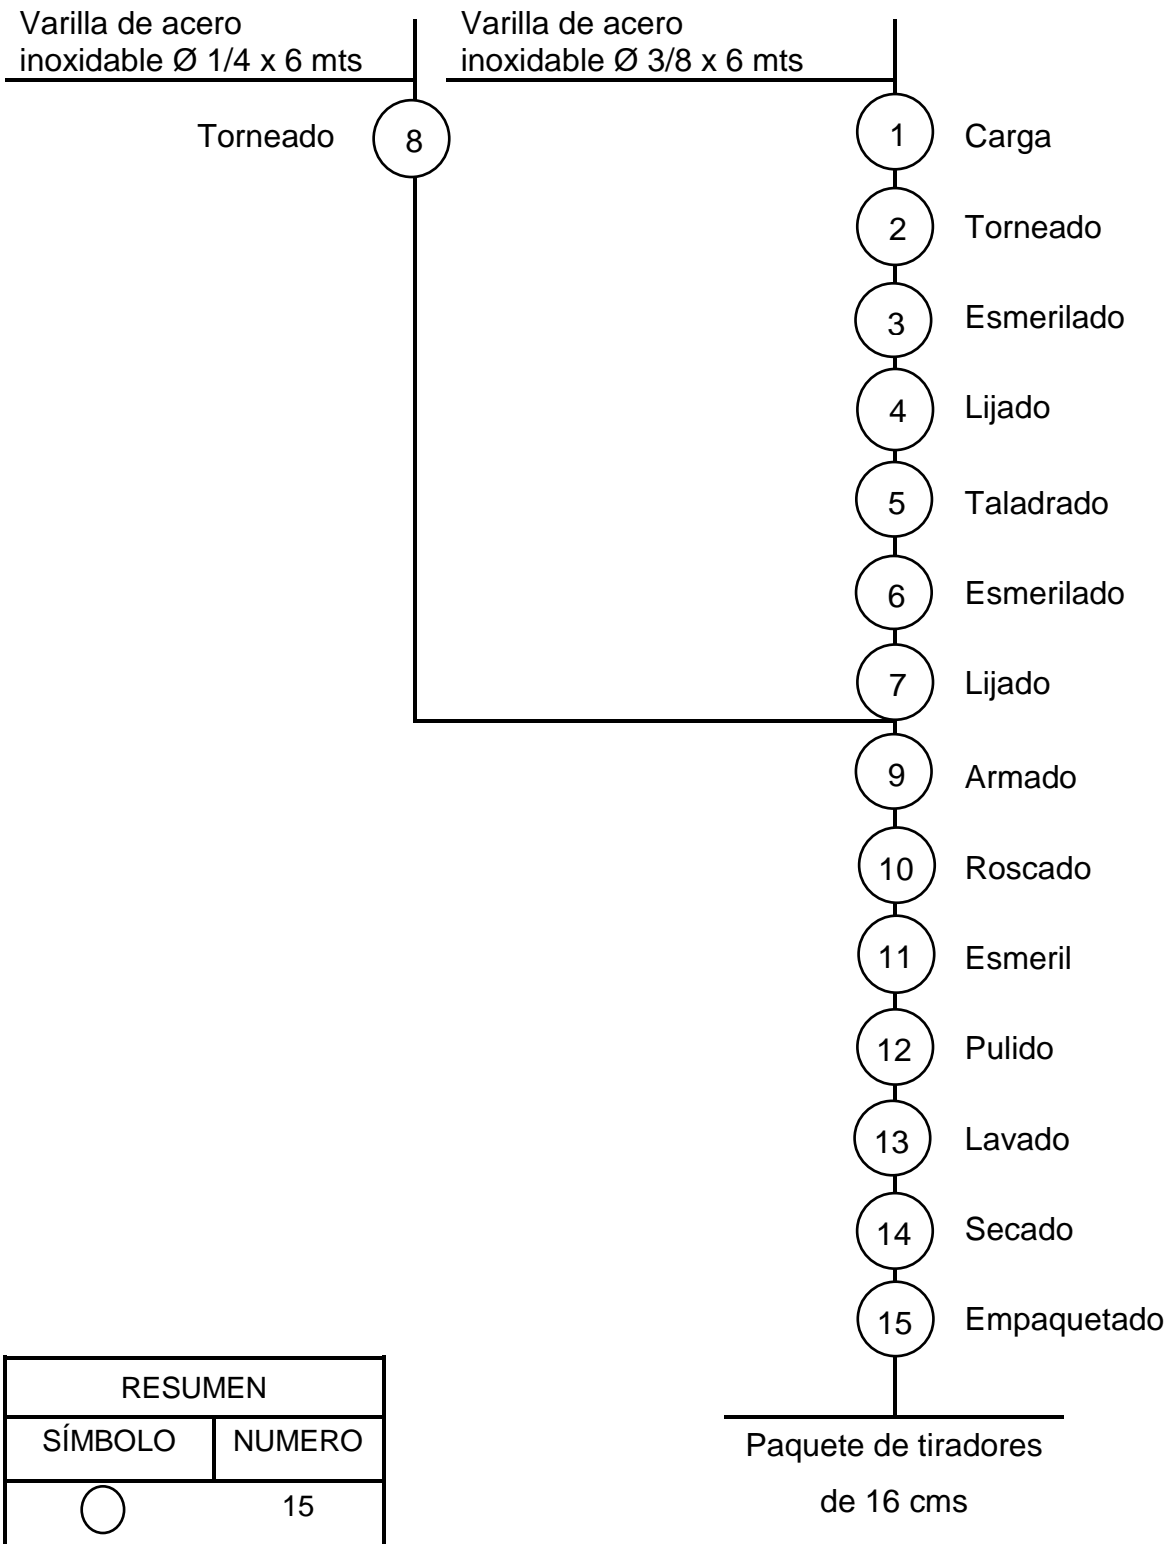 Varilla de acero
inoxidable Ø 1/4 x 6 mts
Varilla de acero
inoxidable Ø 3/8 x 6 mts
Torneado 8
1 Carga
2 Torneado
3 Esmerilado
4 Lijado
5 Taladrado
6 Esmerilado
7 Lijado
9 Armado
10 Roscado
11 Esmeril
12 Pulido
13 Lavado
14 Secado
15 Empaquetado
Paquete de tiradores
de 16 cms
RESUMEN
SÍMBOLO NUMERO
15